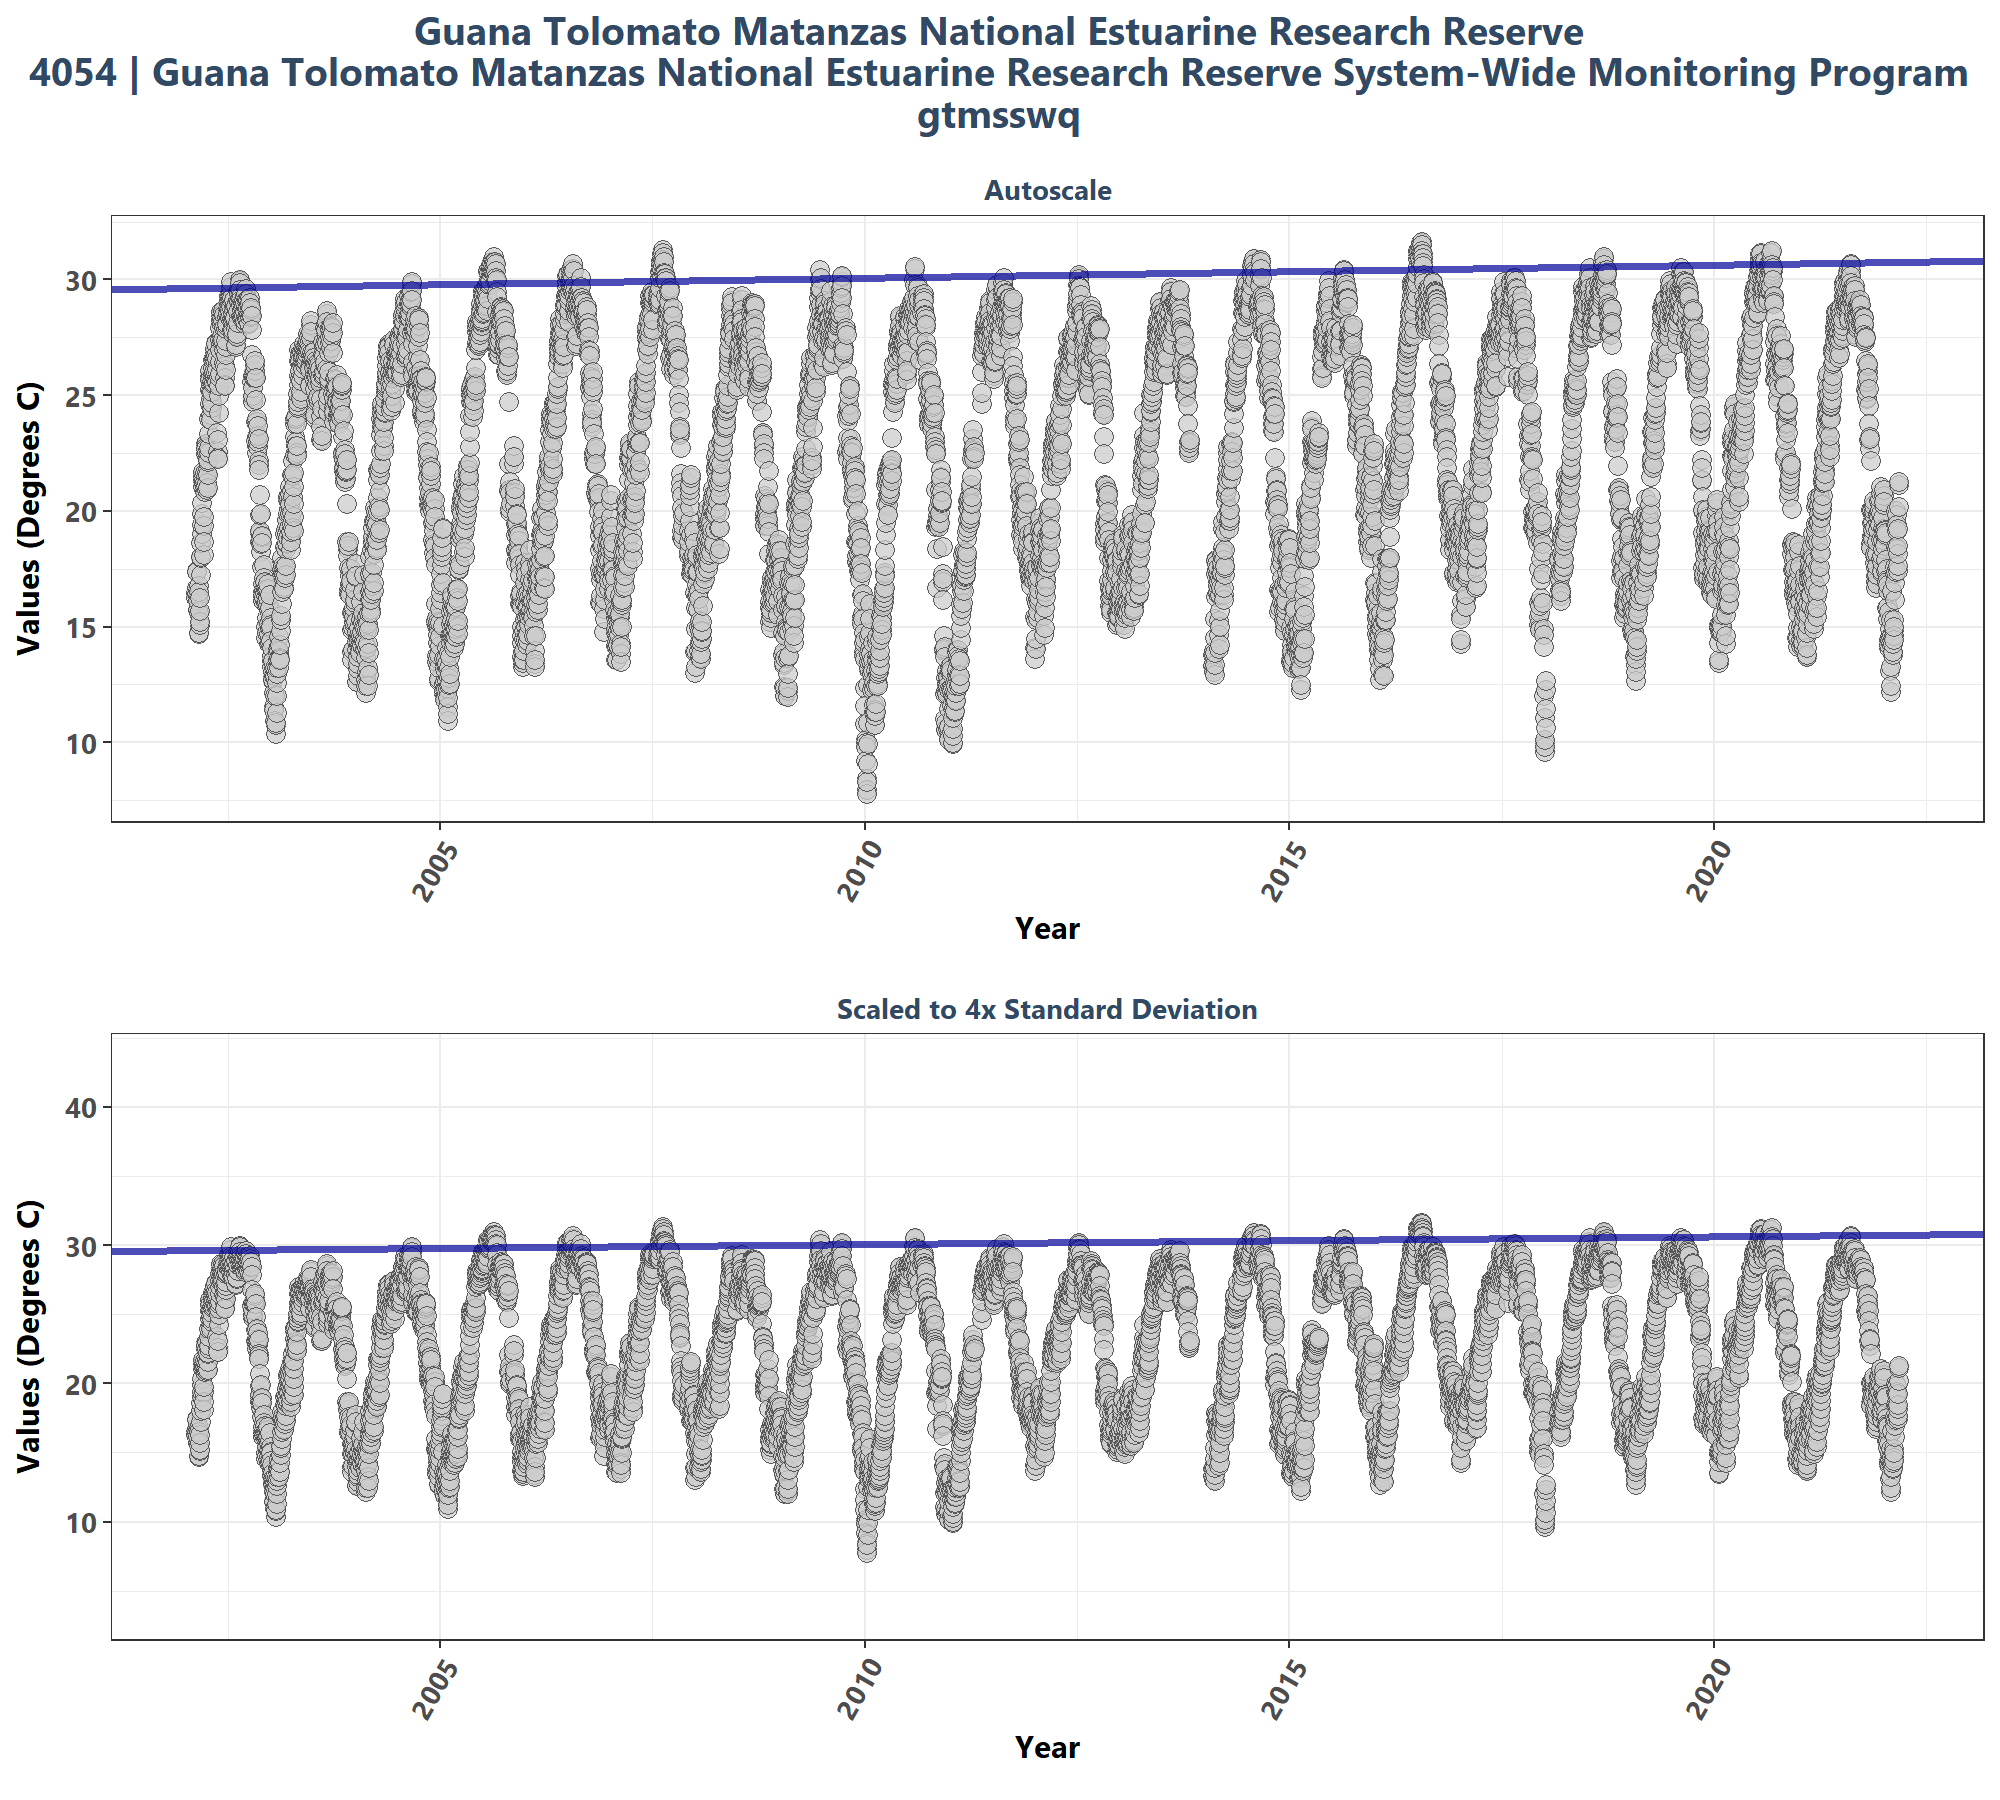 Guana Tolomato Matanzas National Estuarine Research Reserve
4054 | Guana Tolomato Matanzas National Estuarine Research Reserve System-Wide Monitoring Program
gtmsswq
Autoscale
Values (Degrees C)
30
25
20
15
10
2005
2010
2015
2020
Year
Scaled to 4x Standard Deviation
Values (Degrees C)
40
30
20
10
2005
2010
2015
2020
Year